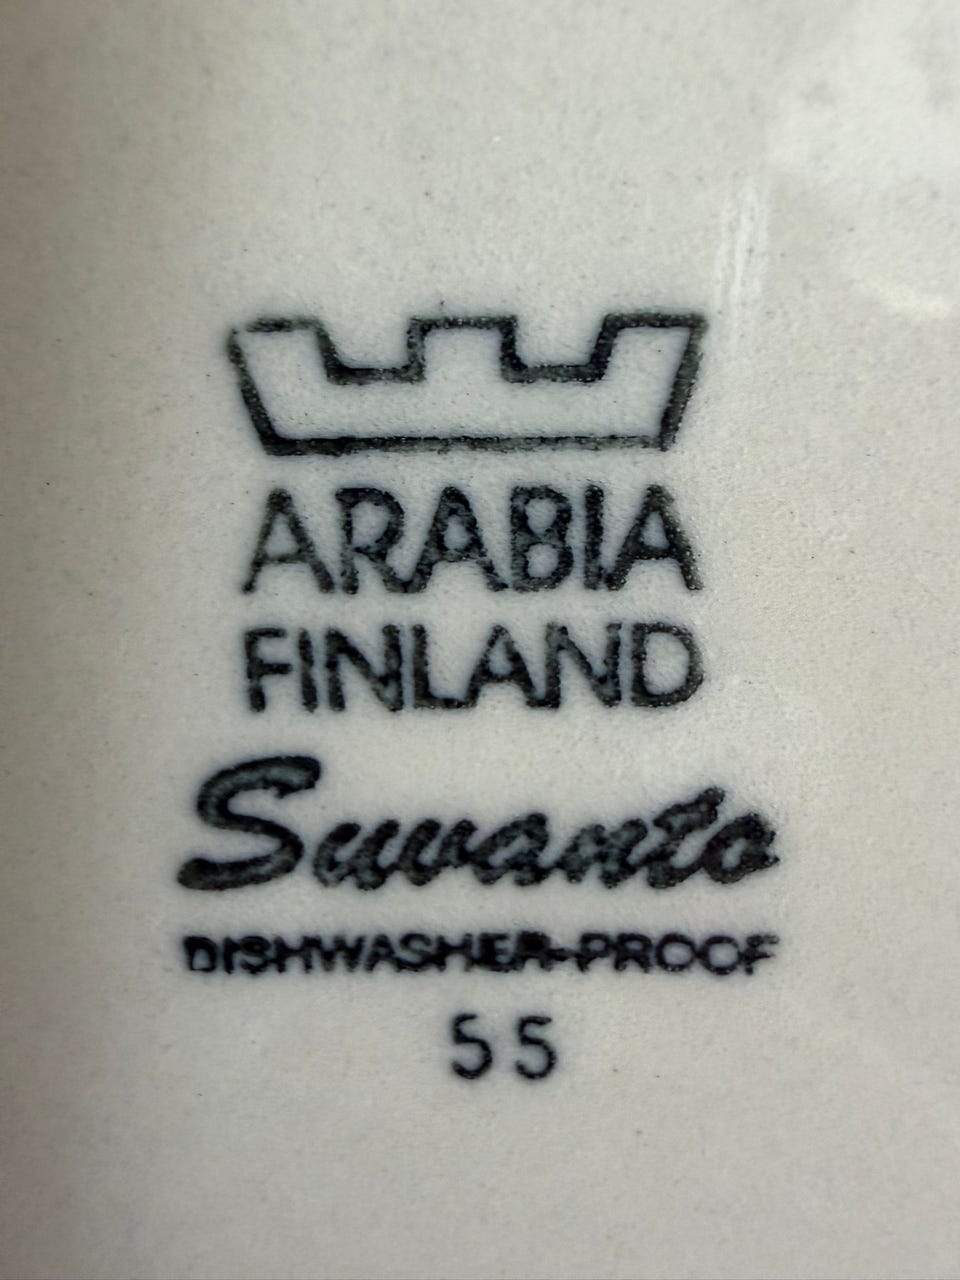 ARABIA
FINLAND
Suvanto
DISHWASHER-PROOF
55